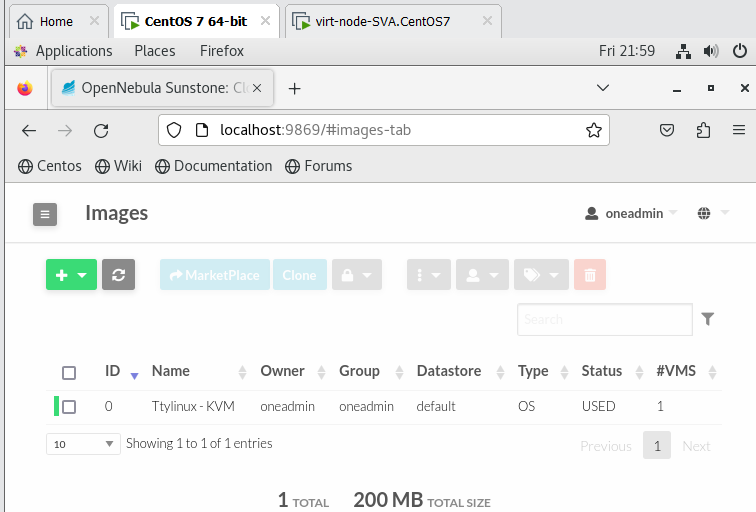 Home CentOS 7 64-bit virt-node-SVA.CentOS7
Applications Places Firefox Fri 21:59
OpenNebula Sunstone: Clo
localhost:9869/#images-tab
Centos Wiki Documentation Forums
Images oneadmin
MarketPlace Clone
Search
ID Name Owner Group Datastore Type Status #VMS
0 Ttylinux - KVM oneadmin oneadmin default OS USED 1
10 Showing 1 to 1 of 1 entries Previous 1 Next
1 TOTAL 200 MB TOTAL SIZE